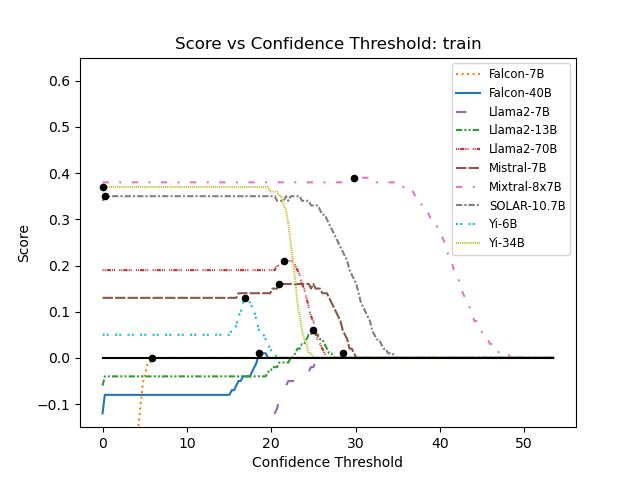 Score vs Confidence Threshold: train
Score
0.6
0.5
0.4
0.3
0.2
0.1
0.0
−0.1
0
10
20
30
40
50
Confidence Threshold
Falcon-7B
Falcon-40B
Llama2-7B
Llama2-13B
Llama2-70B
Mistral-7B
Mixtral-8x7B
SOLAR-10.7B
Yi-6B
Yi-34B